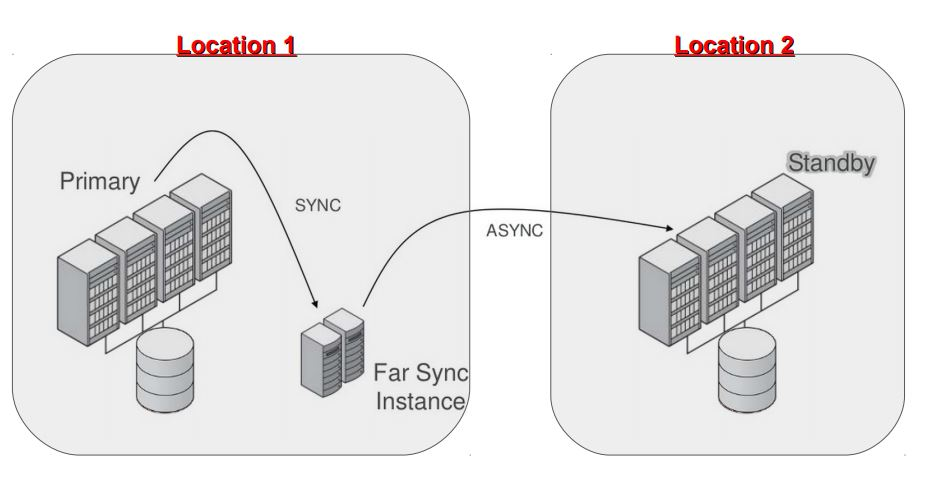 Location 1
Location 2
Primary
SYNC
Standby
ASYNC
Far Sync
Instance